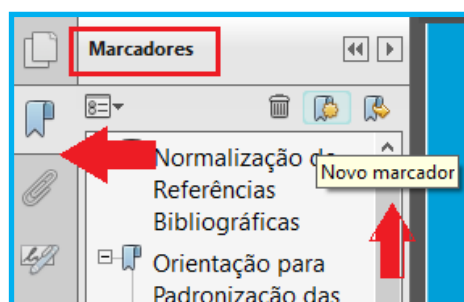 Marcadores
Normalização de
Novo marcador
Referências
Bibliográficas
Orientação para
Padronização das